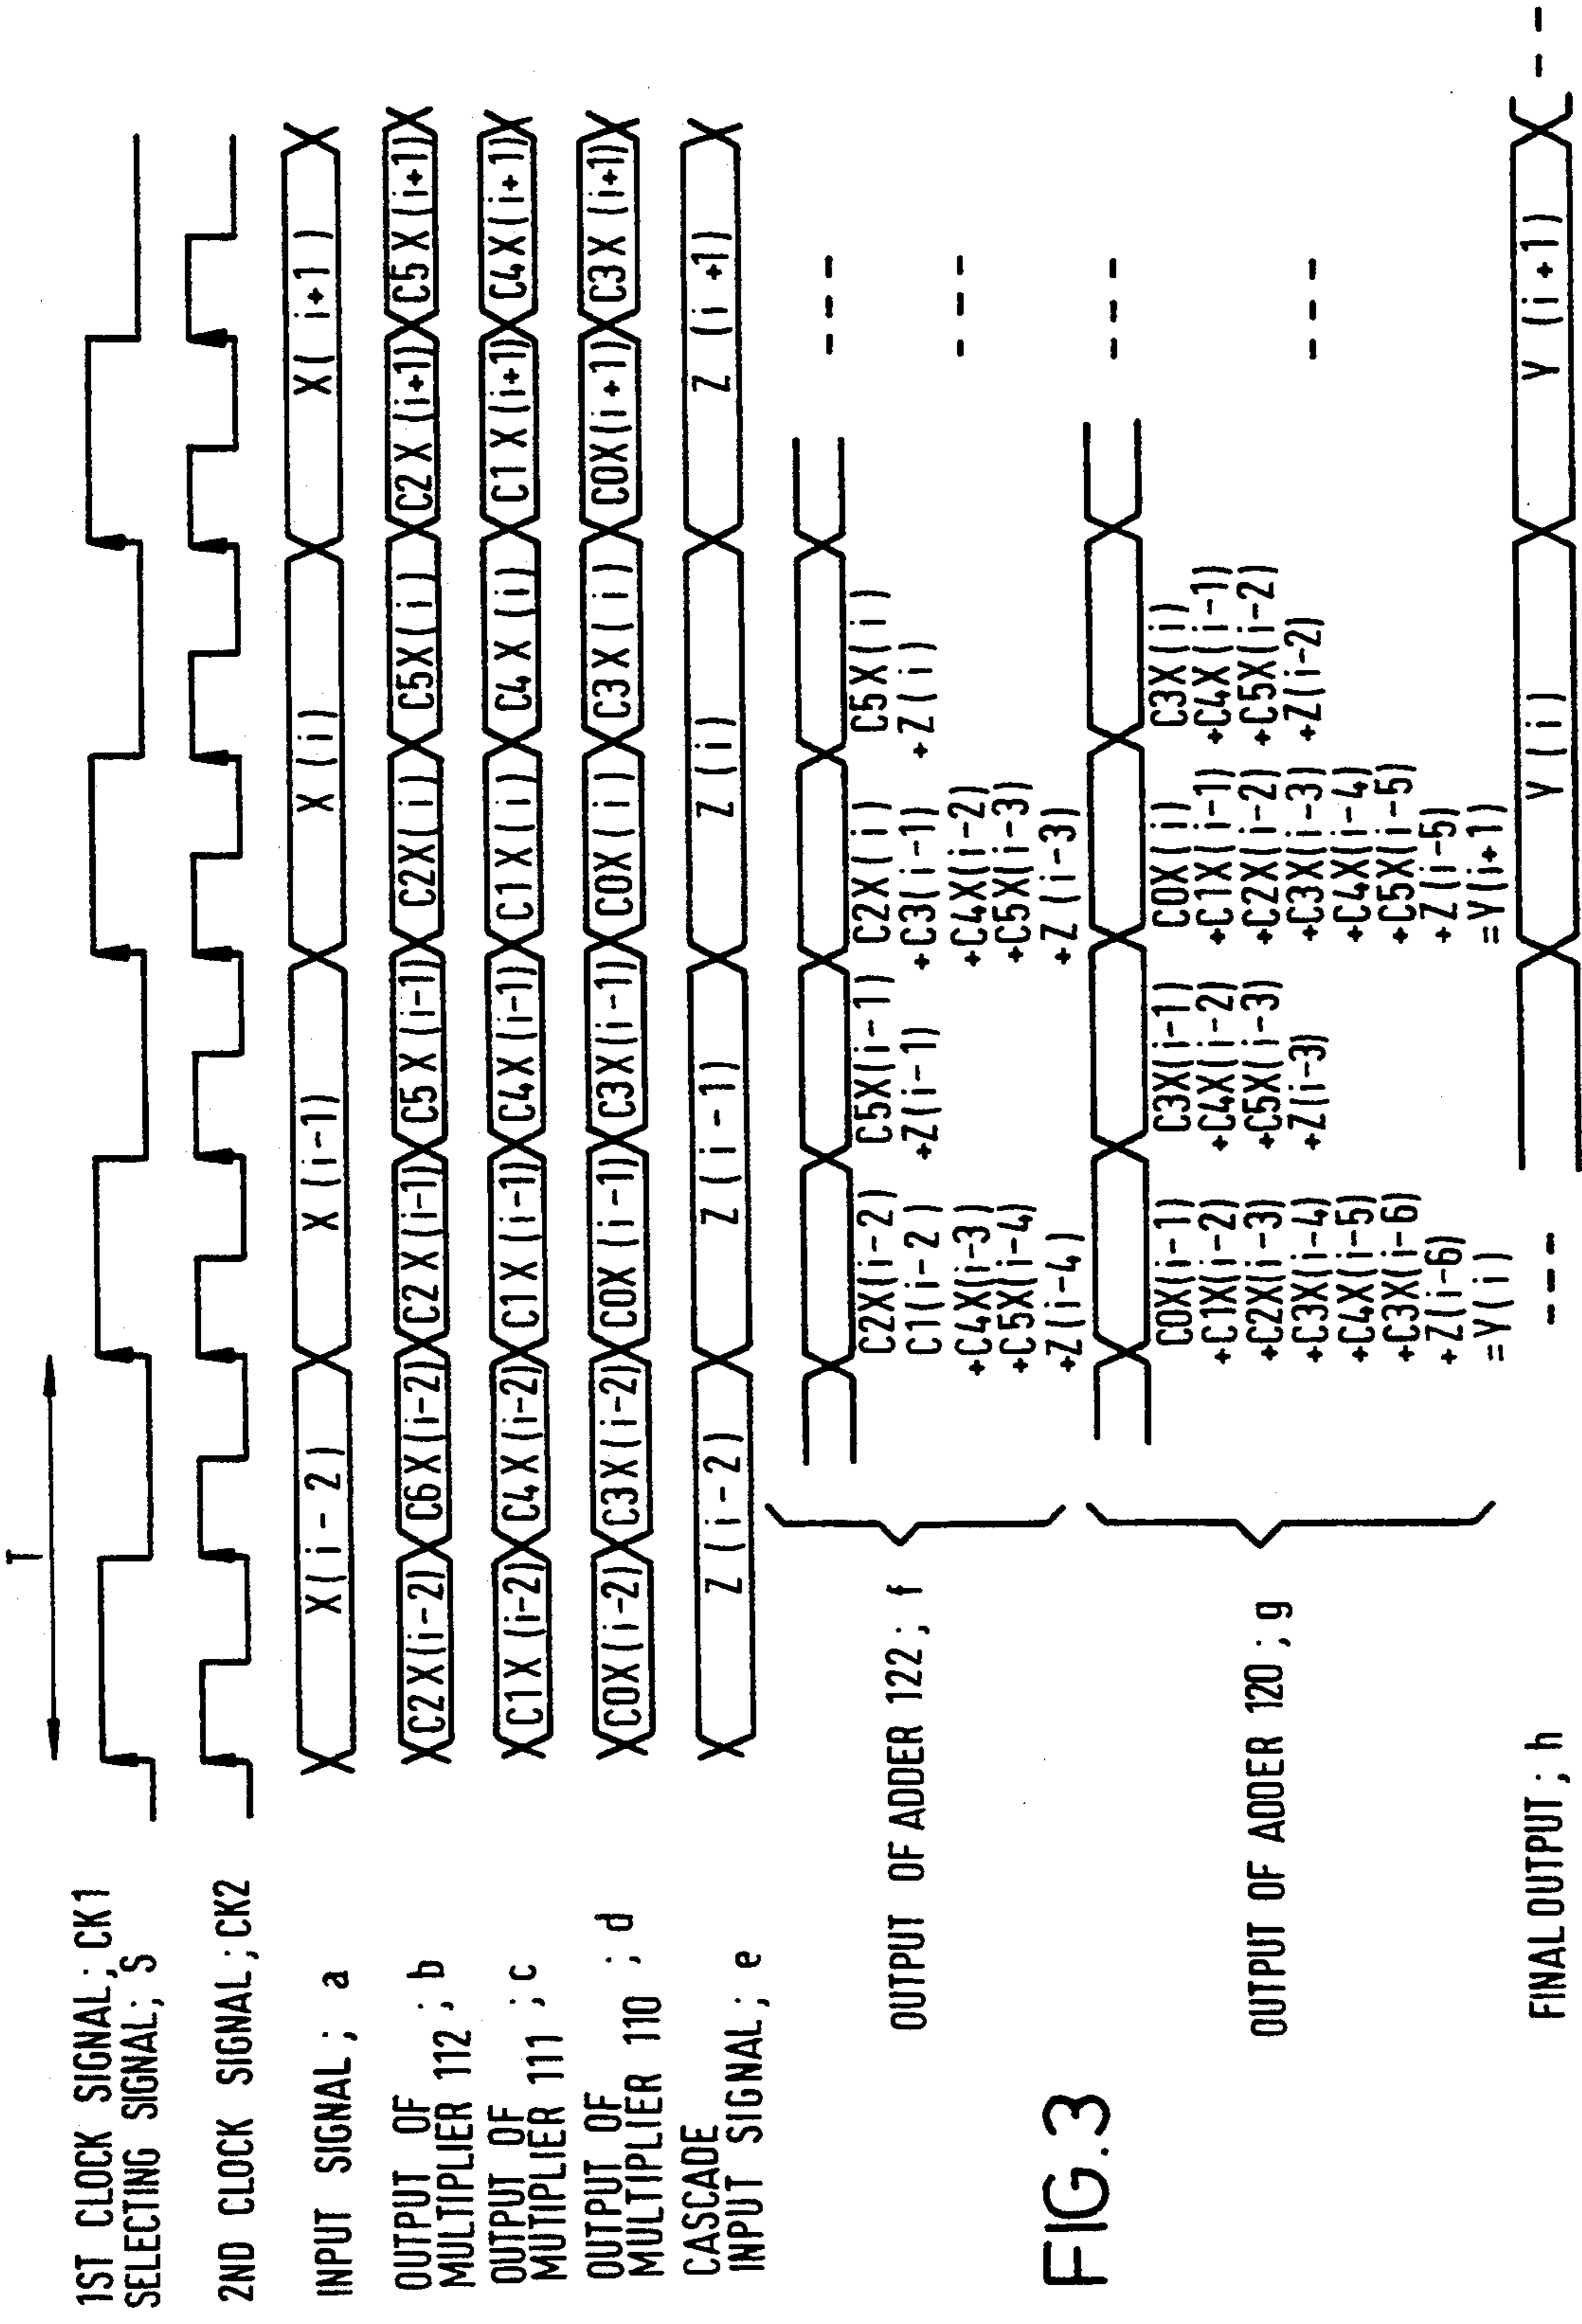 T
1ST CLOCK SIGNAL; CK1
SELECTING SIGNAL; S
2ND CLOCK SIGNAL; CK2
INPUT SIGNAL; a
X(i-2) X(i-1) X(i) X(i+1)
OUTPUT OF
MULTIPLIER 112; b
C2X(i-2) C6X(i-2) C2X(i-1) C5X(i-1) C2X(i) C5X(i) C2X(i+1) C5X(i+1)
OUTPUT OF
MUTIPLIER 111; c
C1X(i-2) C4X(i-2) C1X(i-1) C4X(i-1) C1X(i) C4X(i) C1X(i+1) C4X(i+1)
OUTPUT OF
MULTIPLIER 110; d
C0X(i-2) C3X(i-2) C0X(i-1) C3X(i-1) C0X(i) C3X(i) C0X(i+1) C3X(i+1)
CASCADE
INPUT SIGNAL; e
Z(i-2) Z(i-1) Z(i) Z(i+1)
OUTPUT OF ADDER 122; f
C2X(i-2)
C1(i-2)
+C4X(i-3)
+C5X(i-4)
+Z(i-4)
C5X(i-1)
+Z(i-1)
C2X(i)
+C3(i-1)
+C4X(i-2)
+C5X(i-3)
+Z(i-3)
C5X(i)
+Z(i)
---
---
OUTPUT OF ADDER 120; g
C0X(i-1)
+C1X(i-2)
+C2X(i-3)
+C3X(i-4)
+C4X(i-5)
+C3X(i-6)
+Z(i-6)
=Y(i)
C3X(i-1)
+C4X(i-2)
+C5X(i-3)
+Z(i-3)
C0X(i)
+C1X(i-1)
+C2X(i-2)
+C3X(i-3)
+C4X(i-4)
+C5X(i-5)
+Z(i-5)
=Y(i+1)
C3X(i)
+C4X(i-1)
+C5X(i-2)
+Z(i-2)
---
---
FINAL OUTPUT; h
--- Y(i) Y(i+1) --
FIG.3